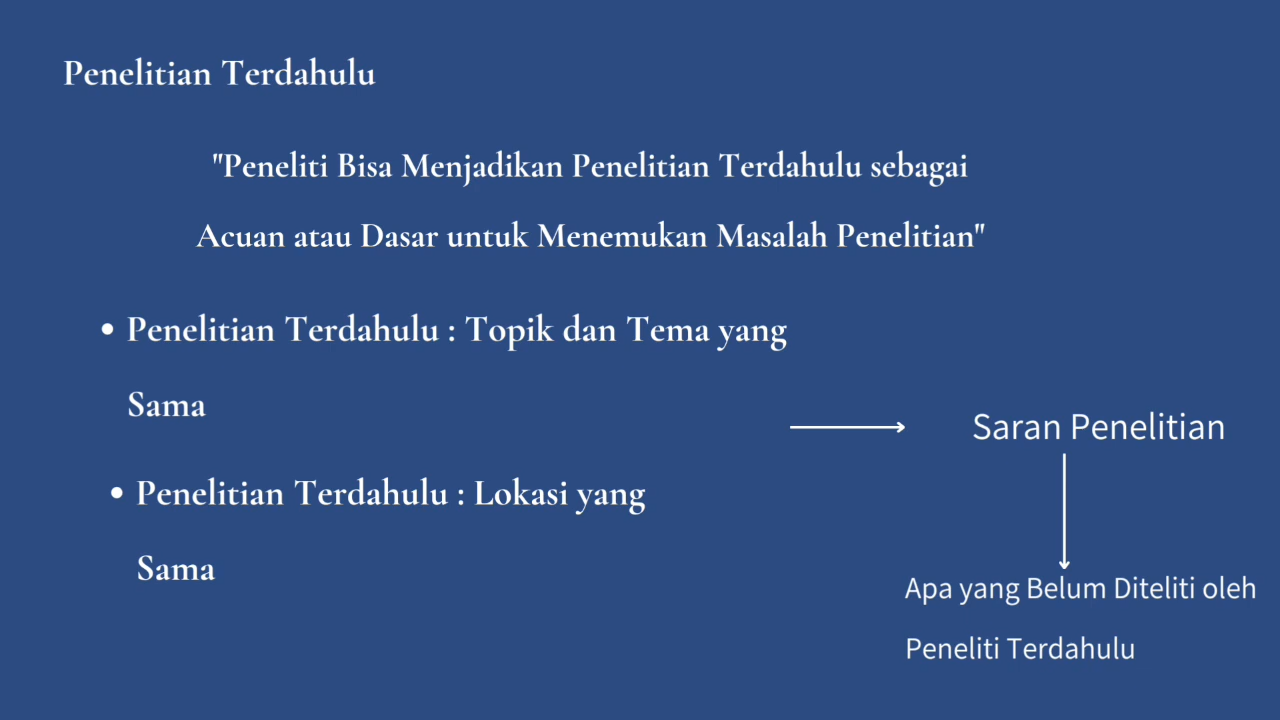 Penelitian Terdahulu
"Peneliti Bisa Menjadikan Penelitian Terdahulu sebagai
Acuan atau Dasar untuk Menemukan Masalah Penelitian"
• Penelitian Terdahulu : Topik dan Tema yang
Sama
• Penelitian Terdahulu : Lokasi yang
Sama
Saran Penelitian
Apa yang Belum Diteliti oleh
Peneliti Terdahulu